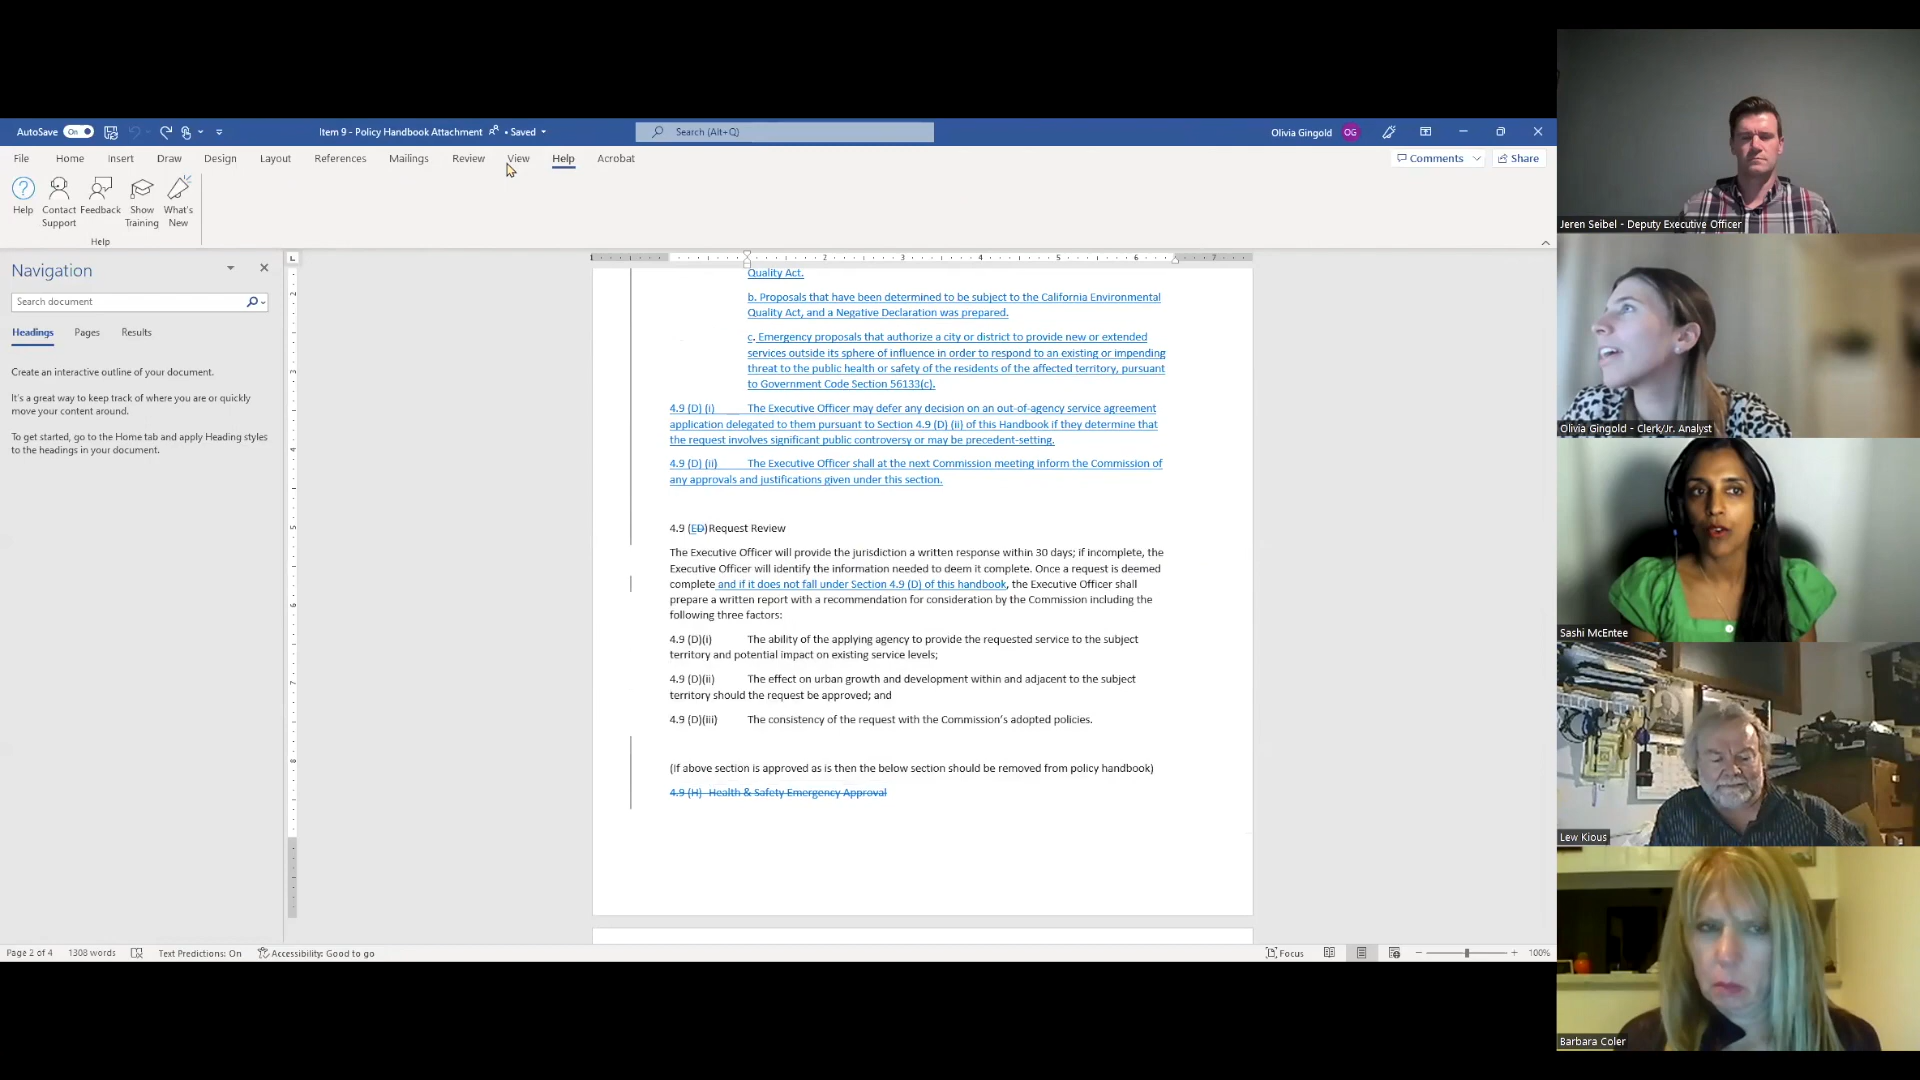 AutoSave On Item 9 - Policy Handbook Attachment • Saved Search (Alt+Q) Olivia Gingold OG
File Home Insert Draw Design Layout References Mailings Review View Help Acrobat Comments Share
Help Contact Support Feedback Show Training What's New
Help
Navigation
Search document
Headings Pages Results
Create an interactive outline of your document.
It's a great way to keep track of where you are or quickly
move your content around.
To get started, go to the Home tab and apply Heading styles
to the headings in your document.
1 2 3 4 5 6 7
Quality Act.
b. Proposals that have been determined to be subject to the California Environmental
Quality Act, and a Negative Declaration was prepared.
c. Emergency proposals that authorize a city or district to provide new or extended
services outside its sphere of influence in order to respond to an existing or impending
threat to the public health or safety of the residents of the affected territory, pursuant
to Government Code Section 56133(c).
4.9 (D) (i) The Executive Officer may defer any decision on an out-of-agency service agreement
application delegated to them pursuant to Section 4.9 (D) (ii) of this Handbook if they determine that
the request involves significant public controversy or may be precedent-setting.
4.9 (D) (ii) The Executive Officer shall at the next Commission meeting inform the Commission of
any approvals and justifications given under this section.
4.9 (ED)Request Review
The Executive Officer will provide the jurisdiction a written response within 30 days; if incomplete, the
Executive Officer will identify the information needed to deem it complete. Once a request is deemed
complete and if it does not fall under Section 4.9 (D) of this handbook, the Executive Officer shall
prepare a written report with a recommendation for consideration by the Commission including the
following three factors:
4.9 (D)(i) The ability of the applying agency to provide the requested service to the subject
territory and potential impact on existing service levels;
4.9 (D)(ii) The effect on urban growth and development within and adjacent to the subject
territory should the request be approved; and
4.9 (D)(iii) The consistency of the request with the Commission's adopted policies.
(If above section is approved as is then the below section should be removed from policy handbook)
4.9 (H) Health & Safety Emergency Approval
Page 2 of 4 1308 words Text Predictions: On Accessibility: Good to go Focus 100%
Jeren Seibel - Deputy Executive Officer
Olivia Gingold - Clerk/Jr. Analyst
Sashi McEntee
Lew Kious
Barbara Coler